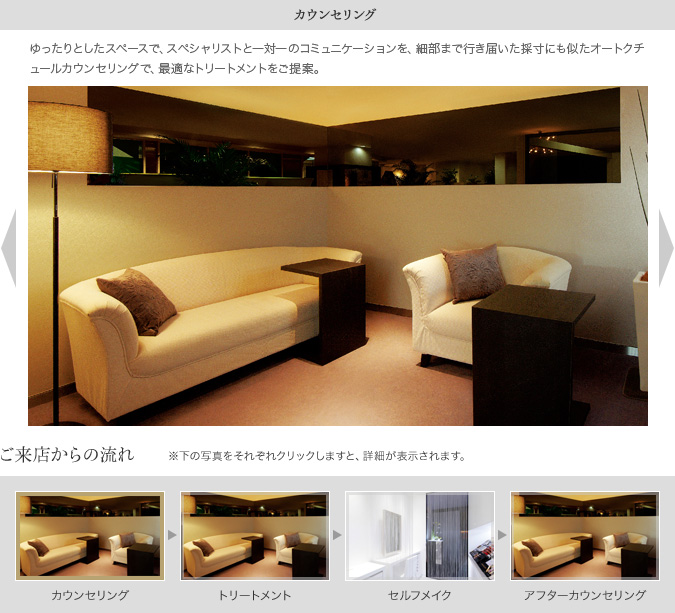 カウンセリング
ゆったりとしたスペースで、スペシャリストと一対一のコミュニケーションを、細部まで行き届いた採寸にも似たオートクチ
ュールカウンセリングで、最適なトリートメントをご提案。
ご来店からの流れ
※下の写真をそれぞれクリックしますと、詳細が表示されます。
カウンセリング
トリートメント
セルフメイク
アフターカウンセリング